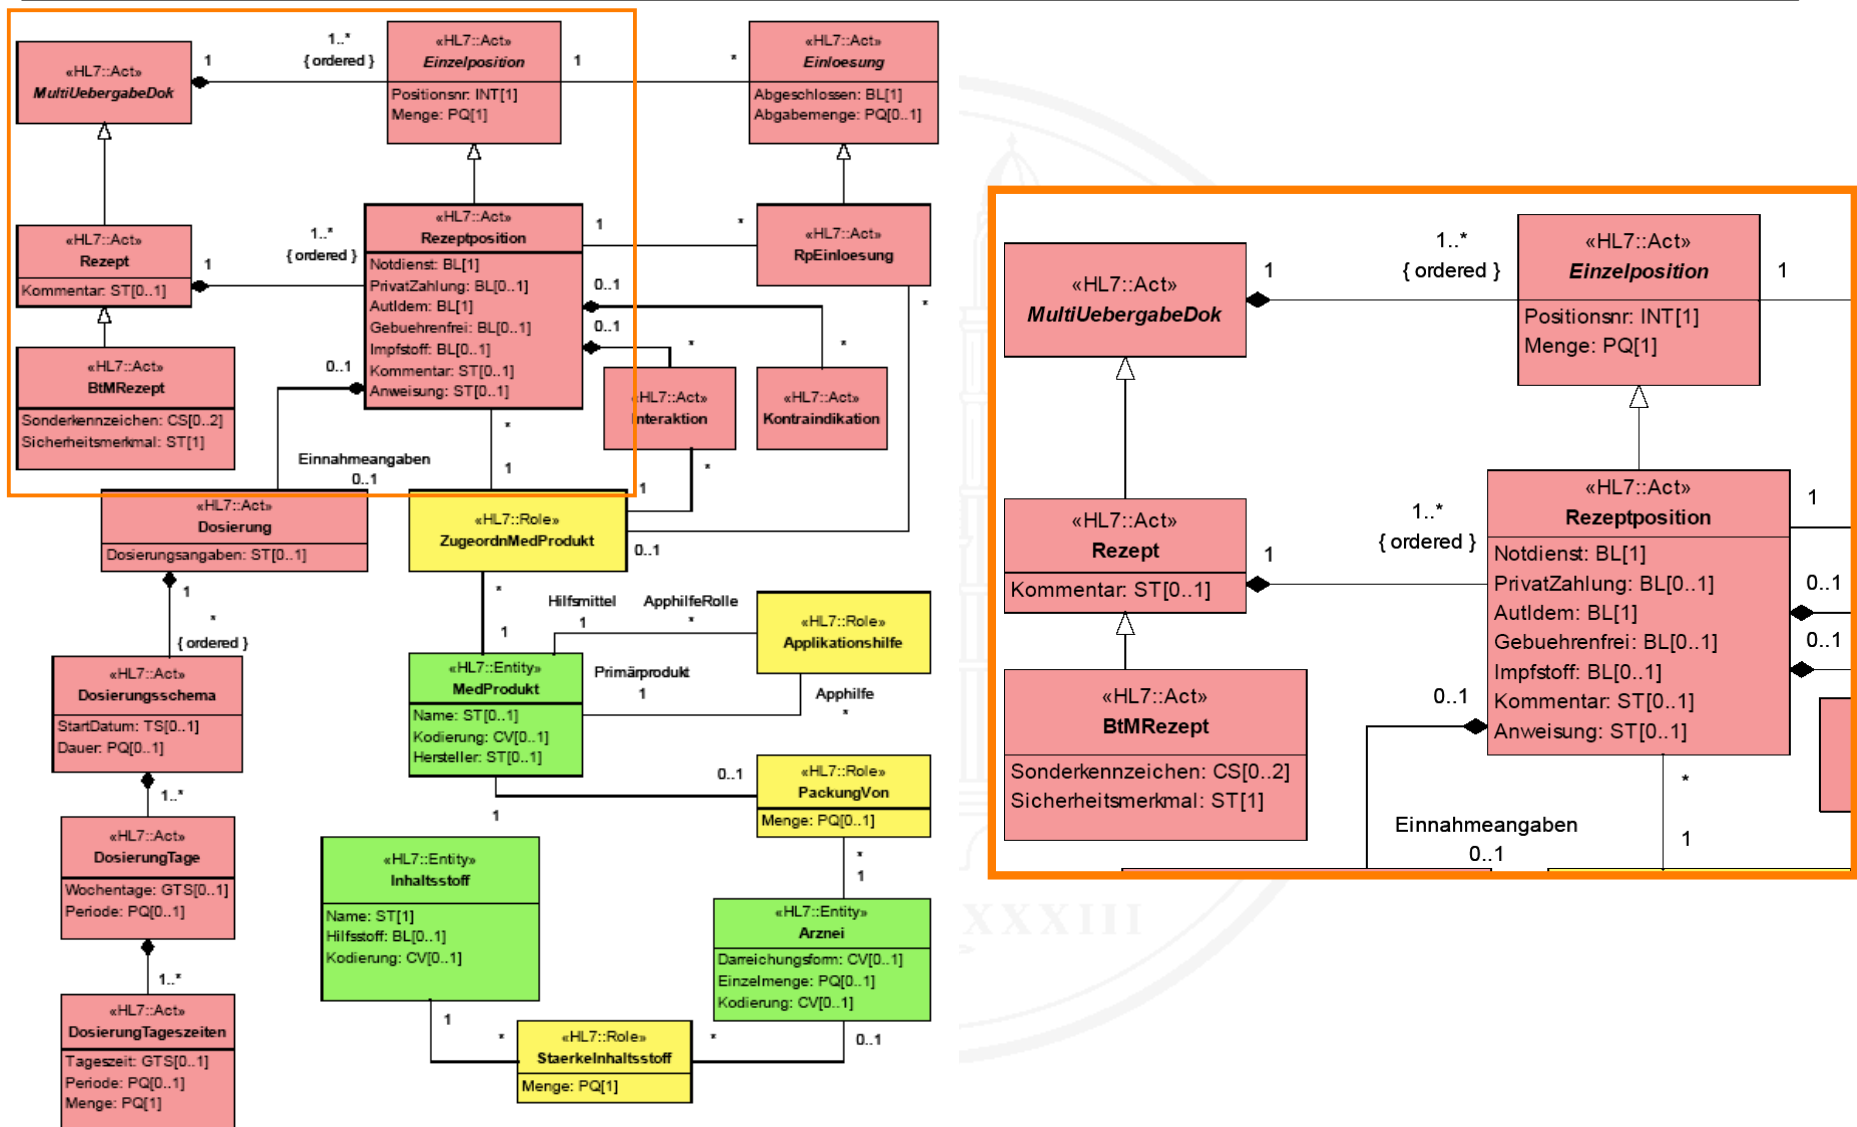 «HL7::Act»
MultiUebergabeDok
1
1..*
{ ordered }
«HL7::Act»
Einzelposition
Positionsnr: INT[1]
Menge: PQ[1]
1
*
«HL7::Act»
Einloesung
Abgeschlossen: BL[1]
Abgabemenge: PQ[0..1]
«HL7::Act»
Rezept
Kommentar: ST[0..1]
1
1..*
{ ordered }
«HL7::Act»
Rezeptposition
Notdienst: BL[1]
PrivatZahlung: BL[0..1]
AutIdem: BL[1]
Gebuehrenfrei: BL[0..1]
Impfstoff: BL[0..1]
Kommentar: ST[0..1]
Anweisung: ST[0..1]
1
*
«HL7::Act»
RpEinloesung
*
0..1
0..1
*
*
0..1
«HL7::Act»
BtMRezept
Sonderkennzeichen: CS[0..2]
Sicherheitsmerkmal: ST[1]
«HL7::Act»
Interaktion
«HL7::Act»
Kontraindikation
*
1
*
1
Einnahmeangaben
0..1
«HL7::Act»
Dosierung
Dosierungsangaben: ST[0..1]
«HL7::Role»
ZugeordnMedProdukt
0..1
1
*
{ ordered }
*
1
Hilfsmittel
1
ApphilfeRolle
*
«HL7::Role»
Applikationshilfe
«HL7::Act»
Dosierungsschema
StartDatum: TS[0..1]
Dauer: PQ[0..1]
«HL7::Entity»
MedProdukt
Name: ST[0..1]
Kodierung: CV[0..1]
Hersteller: ST[0..1]
Primärprodukt
1
Apphilfe
*
1..*
1
0..1
«HL7::Role»
PackungVon
Menge: PQ[0..1]
«HL7::Act»
DosierungTage
Wochentage: GTS[0..1]
Periode: PQ[0..1]
«HL7::Entity»
Inhaltsstoff
Name: ST[1]
Hilfsstoff: BL[0..1]
Kodierung: CV[0..1]
*
1
«HL7::Entity»
Arznei
Darreichungsform: CV[0..1]
Einzelmenge: PQ[0..1]
Kodierung: CV[0..1]
1..*
«HL7::Act»
DosierungTageszeiten
Tageszeit: GTS[0..1]
Periode: PQ[0..1]
Menge: PQ[1]
1
*
«HL7::Role»
StaerkeInhaltsstoff
Menge: PQ[1]
*
0..1
«HL7::Act»
MultiUebergabeDok
1
1..*
{ ordered }
«HL7::Act»
Einzelposition
Positionsnr: INT[1]
Menge: PQ[1]
1
«HL7::Act»
Rezept
Kommentar: ST[0..1]
1
1..*
{ ordered }
«HL7::Act»
Rezeptposition
Notdienst: BL[1]
PrivatZahlung: BL[0..1]
AutIdem: BL[1]
Gebuehrenfrei: BL[0..1]
Impfstoff: BL[0..1]
Kommentar: ST[0..1]
Anweisung: ST[0..1]
1
0..1
0..1
0..1
«HL7::Act»
BtMRezept
Sonderkennzeichen: CS[0..2]
Sicherheitsmerkmal: ST[1]
*
1
Einnahmeangaben
0..1
XXXIII